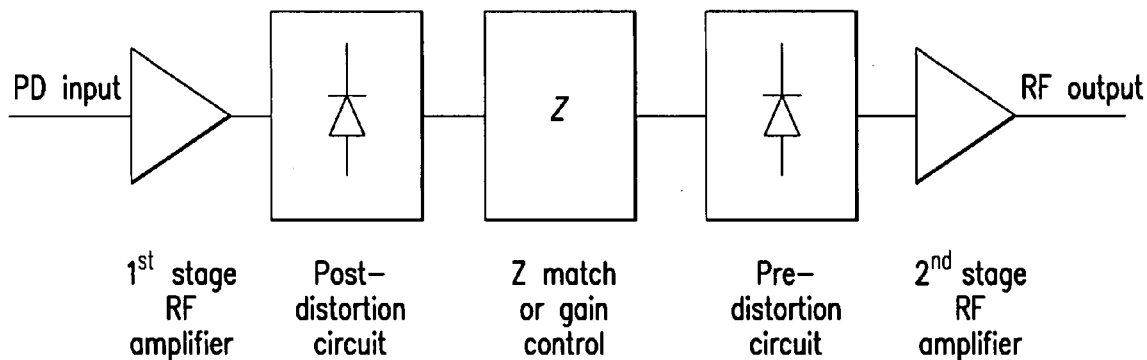 PD input
Z
RF output
1st stage
RF
amplifier
Post-
distortion
circuit
Z match
or gain
control
Pre-
distortion
circuit
2nd stage
RF
amplifier